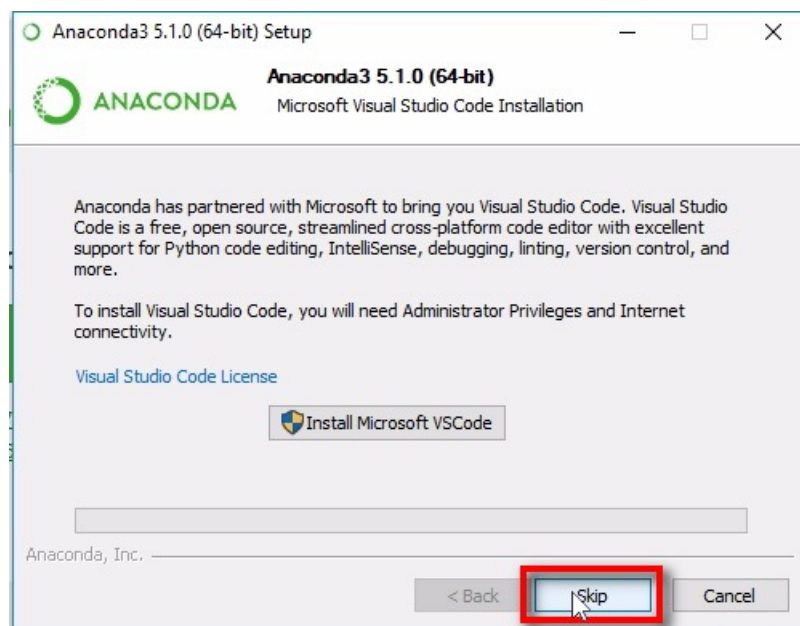 Anaconda3 5.1.0 (64-bit) Setup
Anaconda3 5.1.0 (64-bit)
ANACONDA
Microsoft Visual Studio Code Installation
Anaconda has partnered with Microsoft to bring you Visual Studio Code. Visual Studio
Code is a free, open source, streamlined cross-platform code editor with excellent
support for Python code editing, IntelliSense, debugging, linting, version control, and
more.
To install Visual Studio Code, you will need Administrator Privileges and Internet
connectivity.
Visual Studio Code License
Install Microsoft VSCode
Anaconda, Inc.
< Back
Skip
Cancel